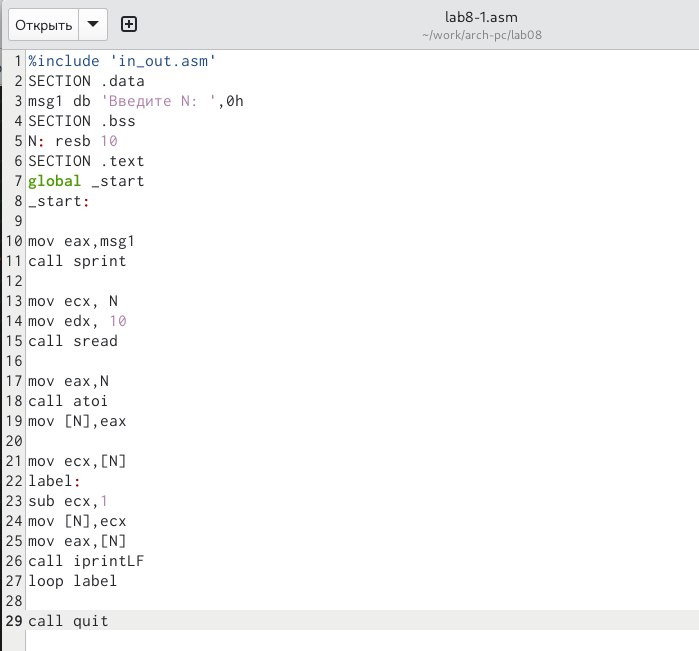 Открыть
lab8-1.asm
~/work/arch-pc/lab08
1 %include 'in_out.asm'
2 SECTION .data
3 msg1 db 'Введите N: ',0h
4 SECTION .bss
5 N: resb 10
6 SECTION .text
7 global _start
8 _start:
9
10 mov eax,msg1
11 call sprint
12
13 mov ecx, N
14 mov edx, 10
15 call sread
16
17 mov eax,N
18 call atoi
19 mov [N],eax
20
21 mov ecx,[N]
22 label:
23 sub ecx,1
24 mov [N],ecx
25 mov eax,[N]
26 call iprintLF
27 loop label
28
29 call quit